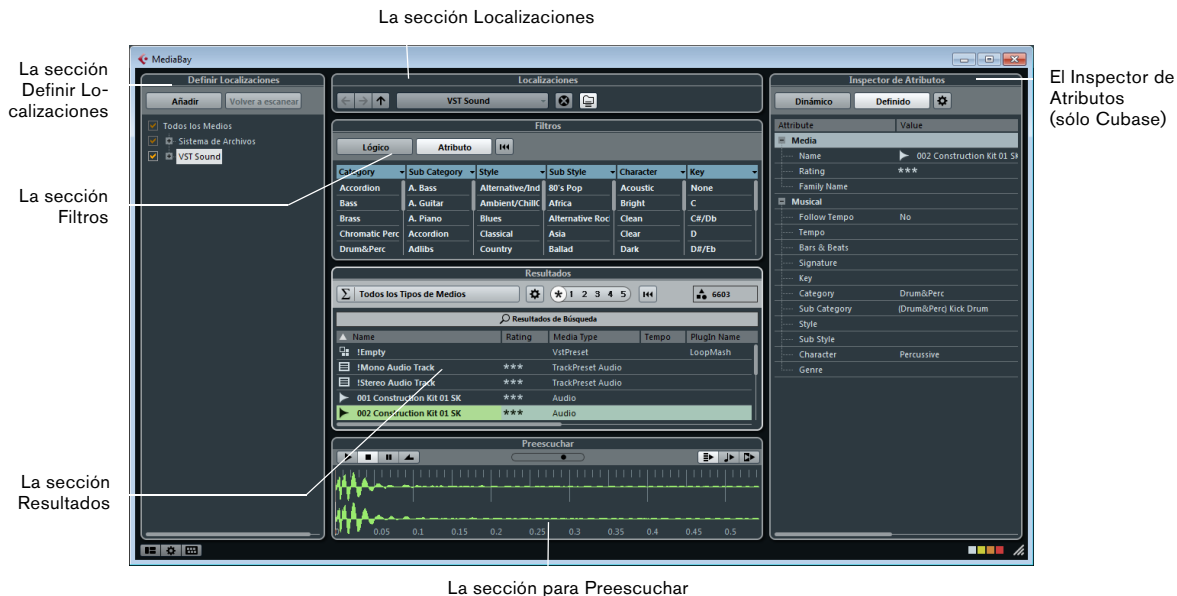 La sección Localizaciones
La sección
Definir Lo-
calizaciones
La sección
Filtros
La sección
Resultados
El Inspector de
Atributos
(sólo Cubase)
La sección para Preescuchar
MediaBay
Definir Localizaciones
Añadir Volver a escanear
Todos los Medios
Sistema de Archivos
VST Sound
Localizaciones
VST Sound
Filtros
Lógico Atributo
Category Sub Category Style Sub Style Character Key
Accordion A. Bass Alternative/Ind 80's Pop Acoustic None
Bass A. Guitar Ambient/ChillC Africa Bright C
Brass A. Piano Blues Alternative Roc Clean C#/Db
Chromatic Perc Accordion Classical Asia Clear D
Drum&Perc Adlibs Country Ballad Dark D#/Eb
Resultados
Σ Todos los Tipos de Medios * 1 2 3 4 5 6603
Resultados de Búsqueda
Name Rating Media Type Tempo PlugIn Name
!Empty VstPreset LoopMash
!Mono Audio Track *** TrackPreset Audio
!Stereo Audio Track *** TrackPreset Audio
001 Construction Kit 01 SK *** Audio
002 Construction Kit 01 SK *** Audio
Preescuchar
0.05 0.1 0.15 0.2 0.25 0.3 0.35 0.4 0.45 0.5
Inspector de Atributos
Dinámico Definido
Attribute Value
Media
Name 002 Construction Kit 01 SK
Rating ***
Family Name
Musical
Follow Tempo No
Tempo
Bars & Beats
Signature
Key
Category Drum&Perc
Sub Category (Drum&Perc) Kick Drum
Style
Sub Style
Character Percussive
Genre